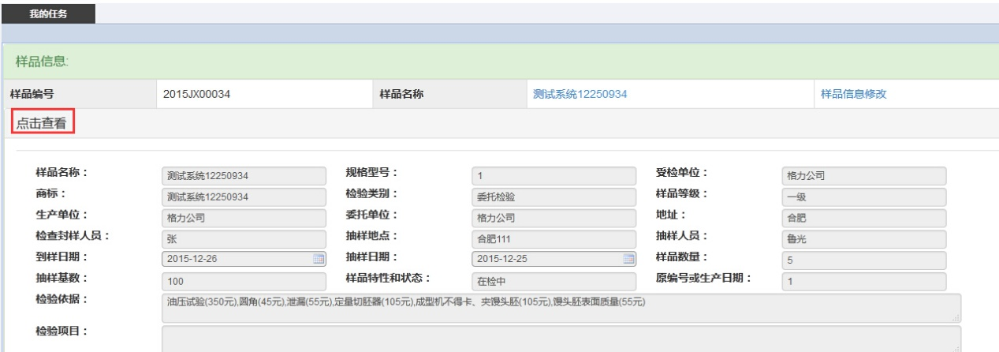 我的任务
样品信息:
样品编号 2015JX00034 样品名称 测试系统12250934 样品信息修改
点击查看
样品名称： 测试系统12250934 规格型号： 1 受检单位： 格力公司
商标： 测试系统12250934 检验类别： 委托检验 样品等级： 一级
生产单位： 格力公司 委托单位： 格力公司 地址： 合肥
检查封样人员： 张 抽样地点： 合肥111 抽样人员： 鲁光
到样日期： 2015-12-26 抽样日期： 2015-12-25 样品数量： 5
抽样基数： 100 样品特性和状态： 在检中 原编号或生产日期： 1
检验依据： 油压试验(350元),圆角(45元),泄漏(55元),定量切胚器(105元),成型机不得卡、夹馒头胚(105元),馒头胚表面质量(55元)
检验项目：